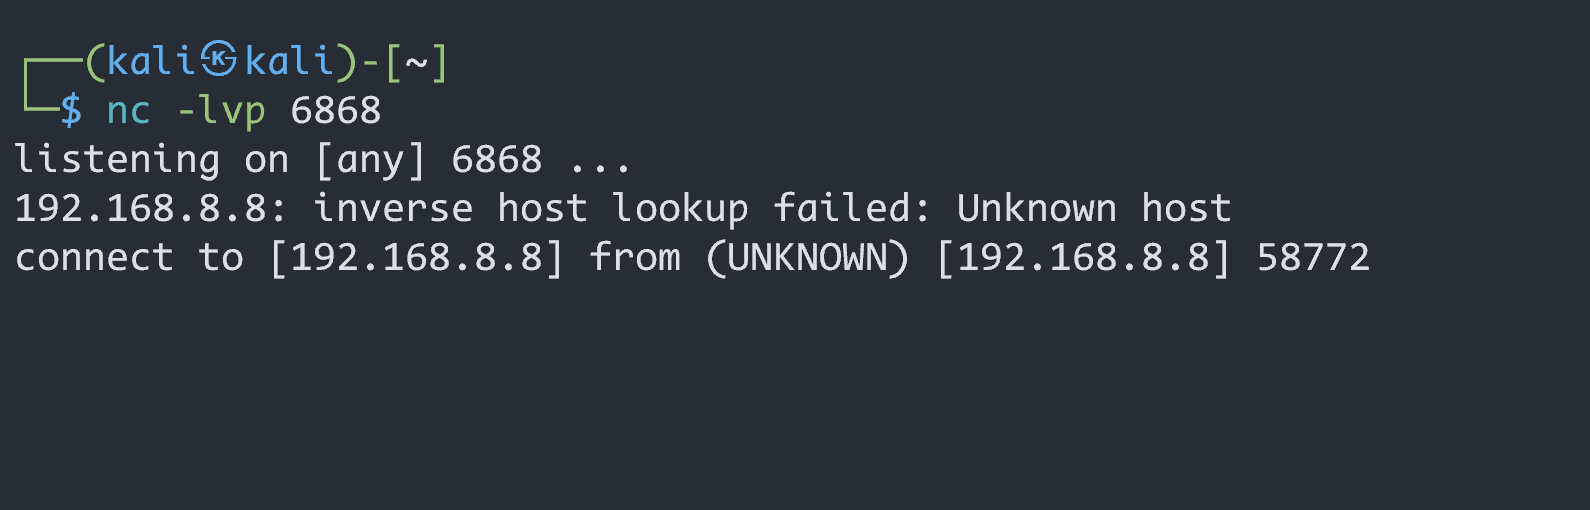 ┌──(kali㉿kali)-[~]
└─$ nc -lvp 6868
listening on [any] 6868 ...
192.168.8.8: inverse host lookup failed: Unknown host
connect to [192.168.8.8] from (UNKNOWN) [192.168.8.8] 58772